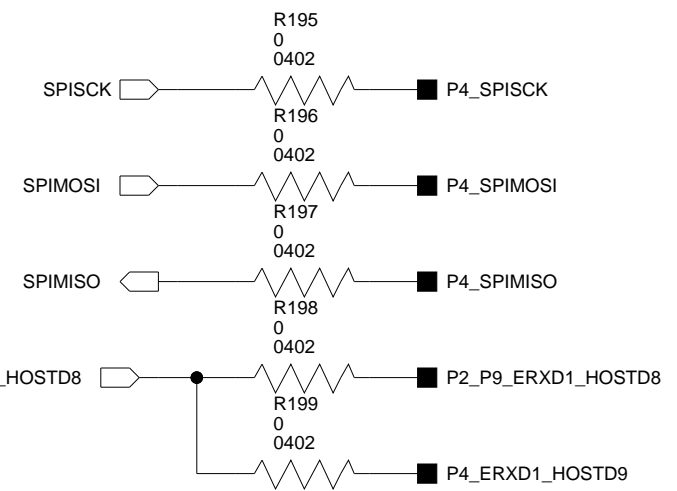 R195
0
0402
SPISCK
P4_SPISCK
R196
0
0402
SPIMOSI
P4_SPIMOSI
R197
0
0402
SPIMISO
P4_SPIMISO
R198
0
0402
_HOSTD8
P2_P9_ERXD1_HOSTD8
R199
0
0402
P4_ERXD1_HOSTD9